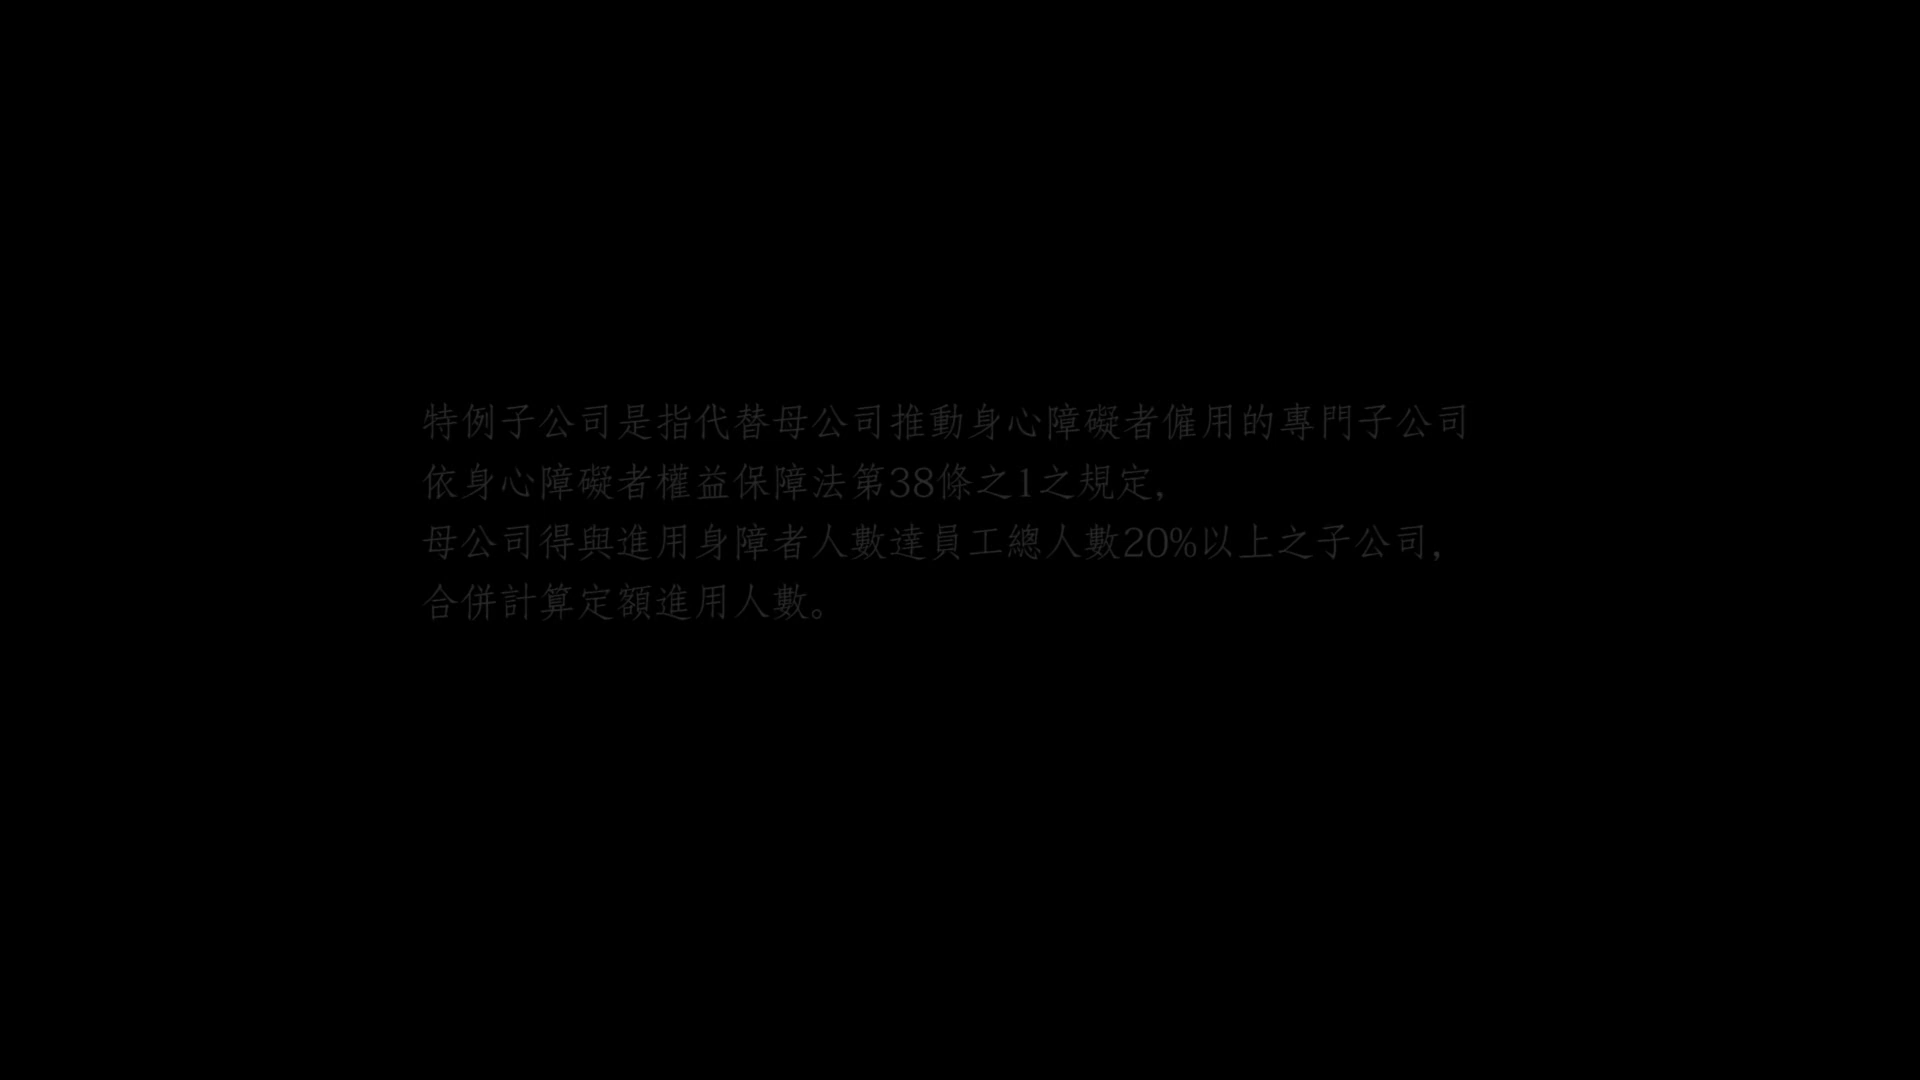 特例子公司是指代替母公司推動身心障礙者僱用的專門子公司
依身心障礙者權益保障法第38條之1之規定,
母公司得與進用身障者人數達員工總人數20%以上之子公司,
合併計算定額進用人數。